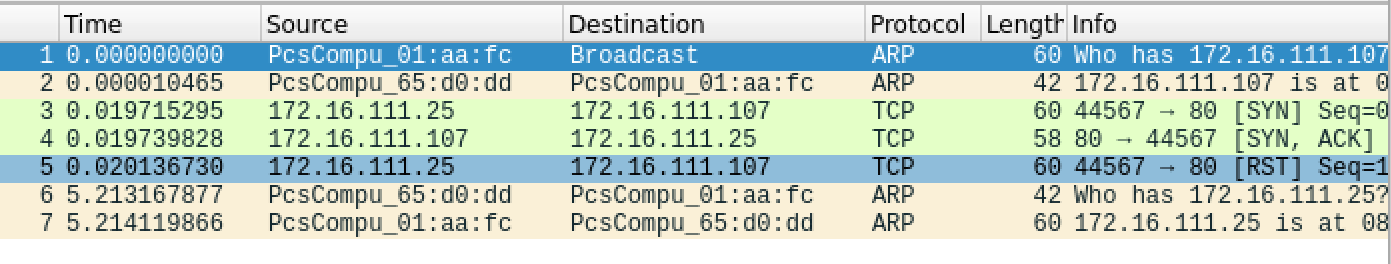 Time Source Destination Protocol Length Info
1 0.000000000 PcsCompu_01:aa:fc Broadcast ARP 60 Who has 172.16.111.107
2 0.000010465 PcsCompu_65:d0:dd PcsCompu_01:aa:fc ARP 42 172.16.111.107 is at 0
3 0.019715295 172.16.111.25 172.16.111.107 TCP 60 44567 → 80 [SYN] Seq=0
4 0.019739828 172.16.111.107 172.16.111.25 TCP 58 80 → 44567 [SYN, ACK]
5 0.020136730 172.16.111.25 172.16.111.107 TCP 60 44567 → 80 [RST] Seq=1
6 5.213167877 PcsCompu_65:d0:dd PcsCompu_01:aa:fc ARP 42 Who has 172.16.111.25?
7 5.214119866 PcsCompu_01:aa:fc PcsCompu_65:d0:dd ARP 60 172.16.111.25 is at 08